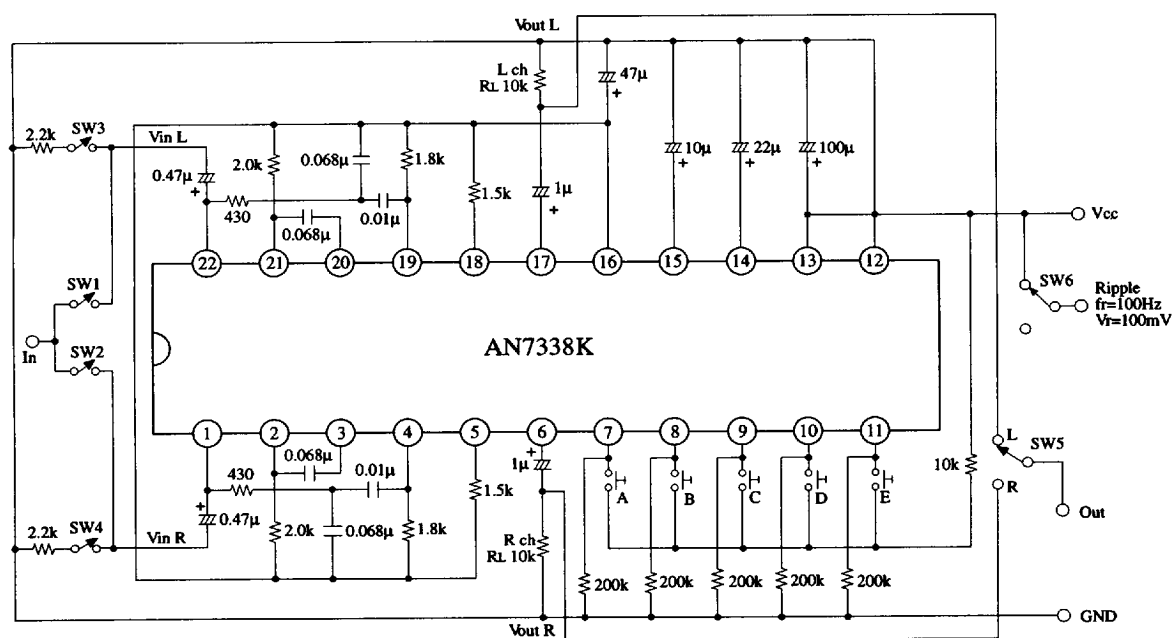 Vout L
L ch
RL 10k
47μ
2.2k
SW3
Vin L
0.47μ
+
2.0k
0.068μ
1.8k
430
0.01μ
0.068μ
1.5k
1μ
+
+
10μ
+
22μ
+
100μ
+
Vcc
22
21
20
19
18
17
16
15
14
13
12
SW6
Ripple
fr=100Hz
Vr=100mV
SW1
In
SW2
AN7338K
1
2
3
4
5
6
7
8
9
10
11
L
SW5
R
Out
0.068μ
430
0.01μ
+
0.47μ
2.0k
0.068μ
1.8k
1.5k
+
1μ
A
B
C
D
E
10k
2.2k
SW4
Vin R
R ch
RL 10k
200k
200k
200k
200k
200k
GND
Vout R